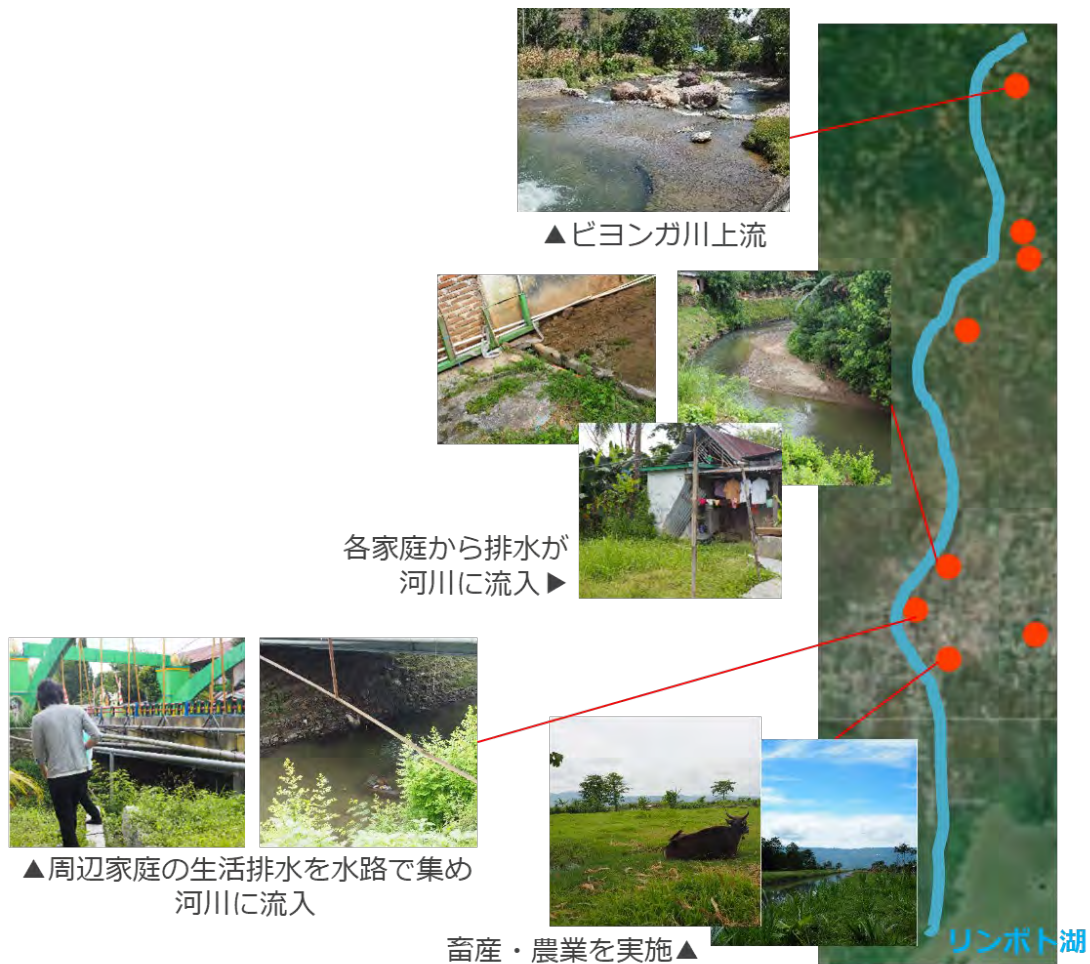 ▲ビヨンガ川上流
各家庭から排水が
河川に流入▶
▲周辺家庭の生活排水を水路で集め
河川に流入
畜産・農業を実施▲
リンボト湖